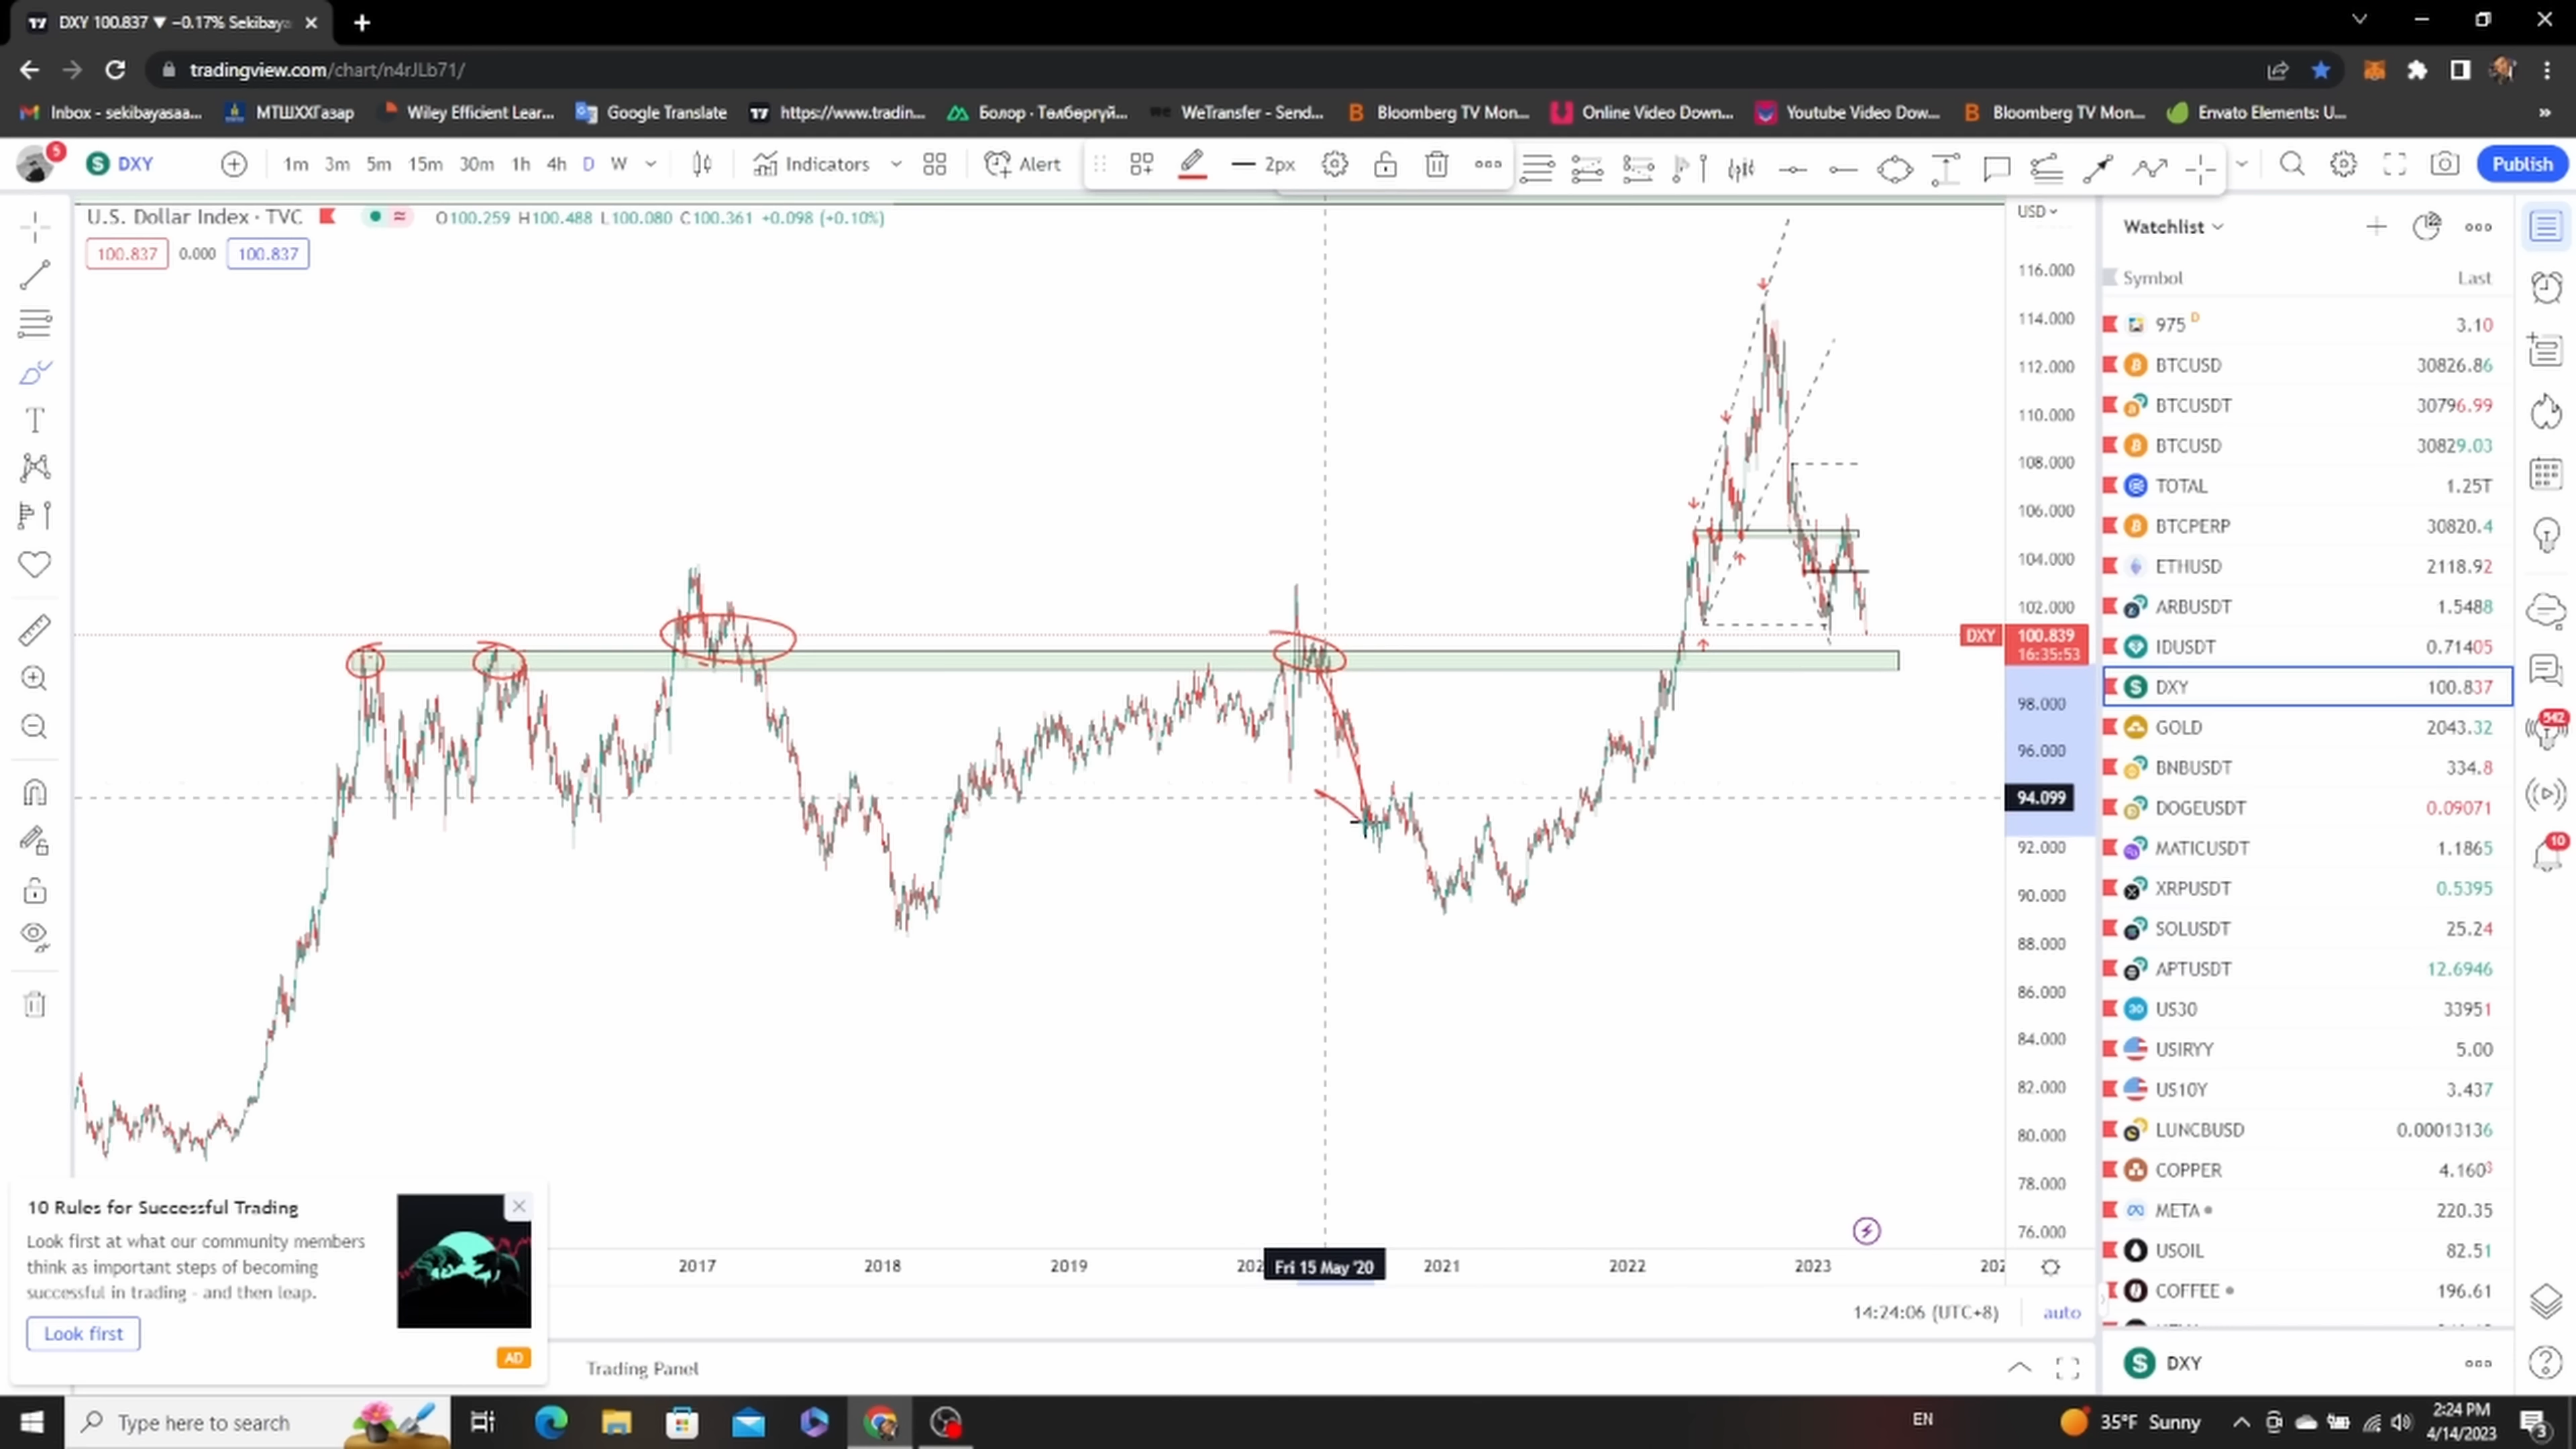 DXY 100.837 ▼ −0.17% Sekibaya
tradingview.com/chart/n4rJLb71/
Inbox - sekibayasaa...
МТШХХГазар
Wiley Efficient Lear...
Google Translate
https://www.tradin...
Болор · Төлбөргүй...
WeTransfer - Send...
Bloomberg TV Mon...
Online Video Down...
Youtube Video Dow...
Bloomberg TV Mon...
Envato Elements: U...
5
DXY
1m 3m 5m 15m 30m 1h 4h D W
Indicators
Alert
2px
Publish
U.S. Dollar Index · TVC
O100.259 H100.488 L100.080 C100.361 +0.098 (+0.10%)
100.837 0.000 100.837
USD
116.000
114.000
112.000
110.000
108.000
106.000
104.000
102.000
DXY 100.839
16:35:53
98.000
96.000
94.099
92.000
90.000
88.000
86.000
84.000
82.000
80.000
78.000
76.000
2017 2018 2019 202 Fri 15 May '20 2021 2022 2023 202
14:24:06 (UTC+8) auto
10 Rules for Successful Trading
Look first at what our community members
think as important steps of becoming
successful in trading - and then leap.
Look first
AD
Trading Panel
Watchlist
Symbol Last
975 D 3.10
BTCUSD 30826.86
BTCUSDT 30796.99
BTCUSD 30829.03
TOTAL 1.25T
BTCPERP 30820.4
ETHUSD 2118.92
ARBUSDT 1.5488
IDUSDT 0.71405
DXY 100.837
GOLD 2043.32
BNBUSDT 334.8
DOGEUSDT 0.09071
MATICUSDT 1.1865
XRPUSDT 0.5395
SOLUSDT 25.24
APTUSDT 12.6946
US30 33951
USIRYY 5.00
US10Y 3.437
LUNCBUSD 0.00013136
COPPER 4.160³
META 220.35
USOIL 82.51
COFFEE 196.61
DXY
542
10
Type here to search
EN
35°F Sunny
2:24 PM
4/14/2023
3